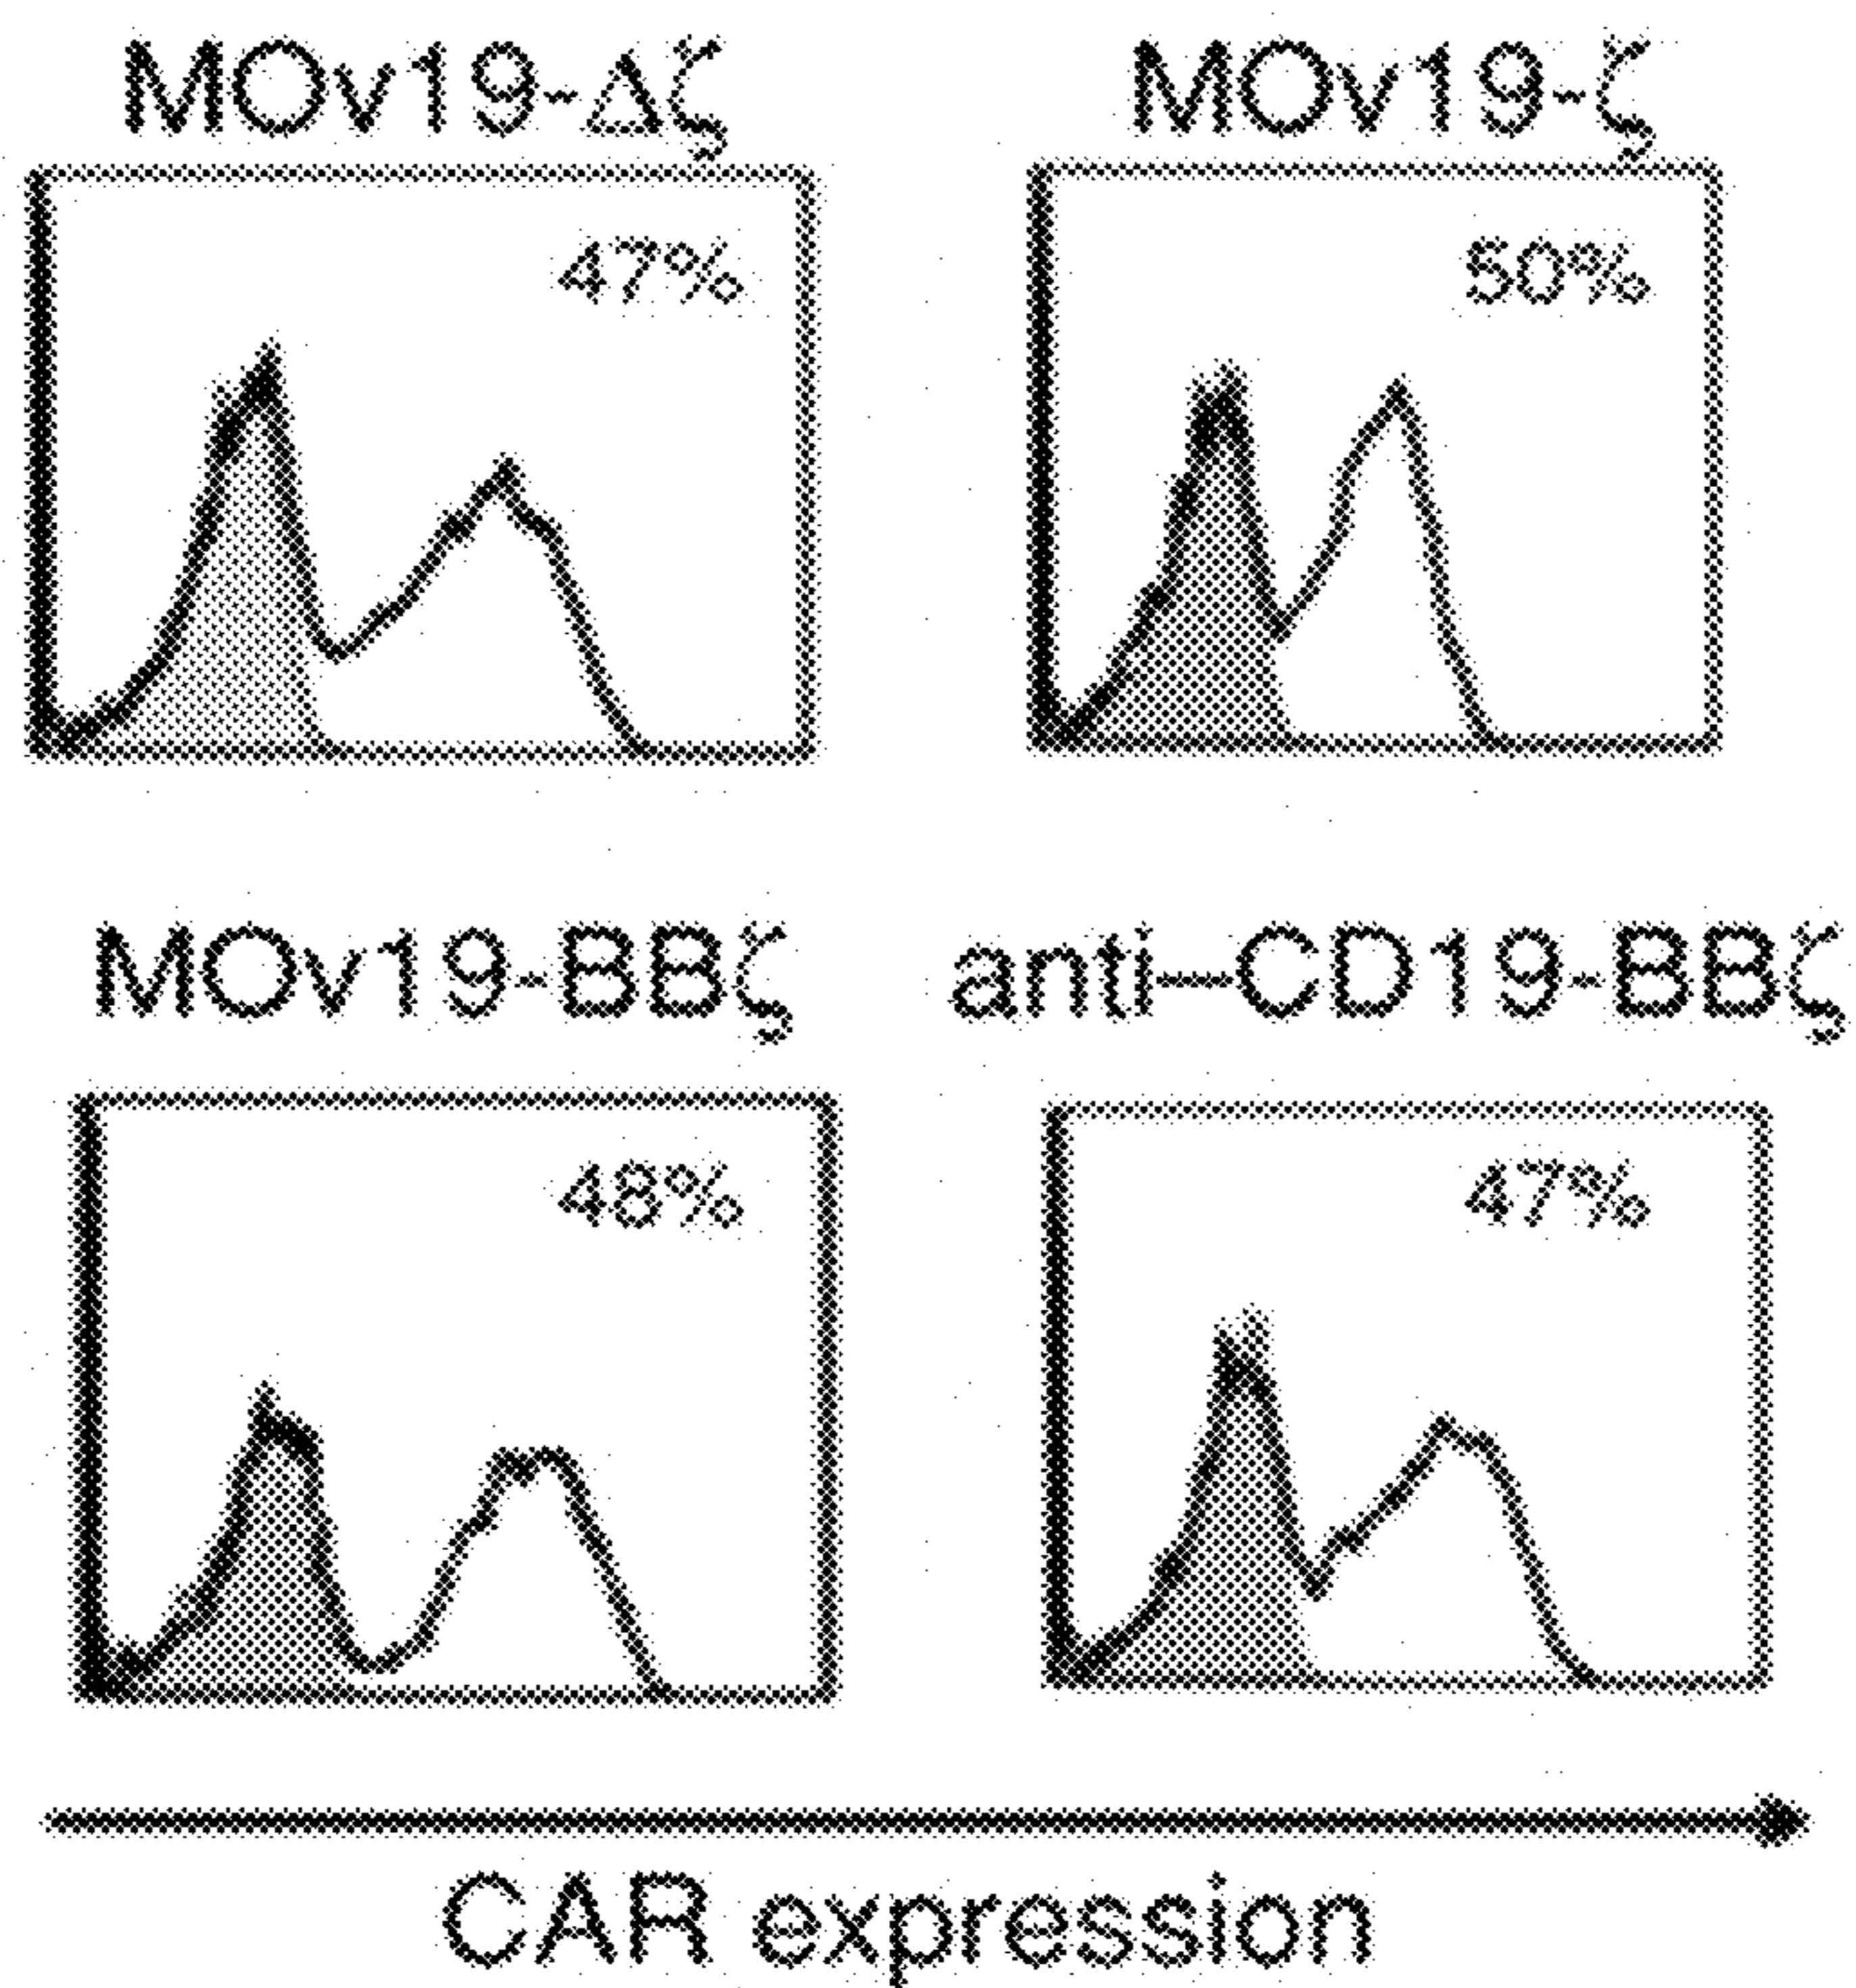 MOv19-Δζ
MOv19-ζ
47%
50%
MOv19-BBζ
anti–CD19-BBζ
48%
47%
CAR expression